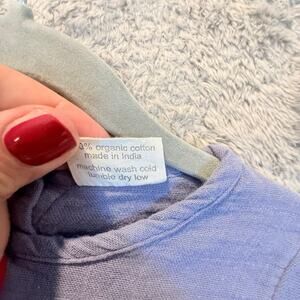 % organic cotton
made in India
machine wash cold
tumble dry low